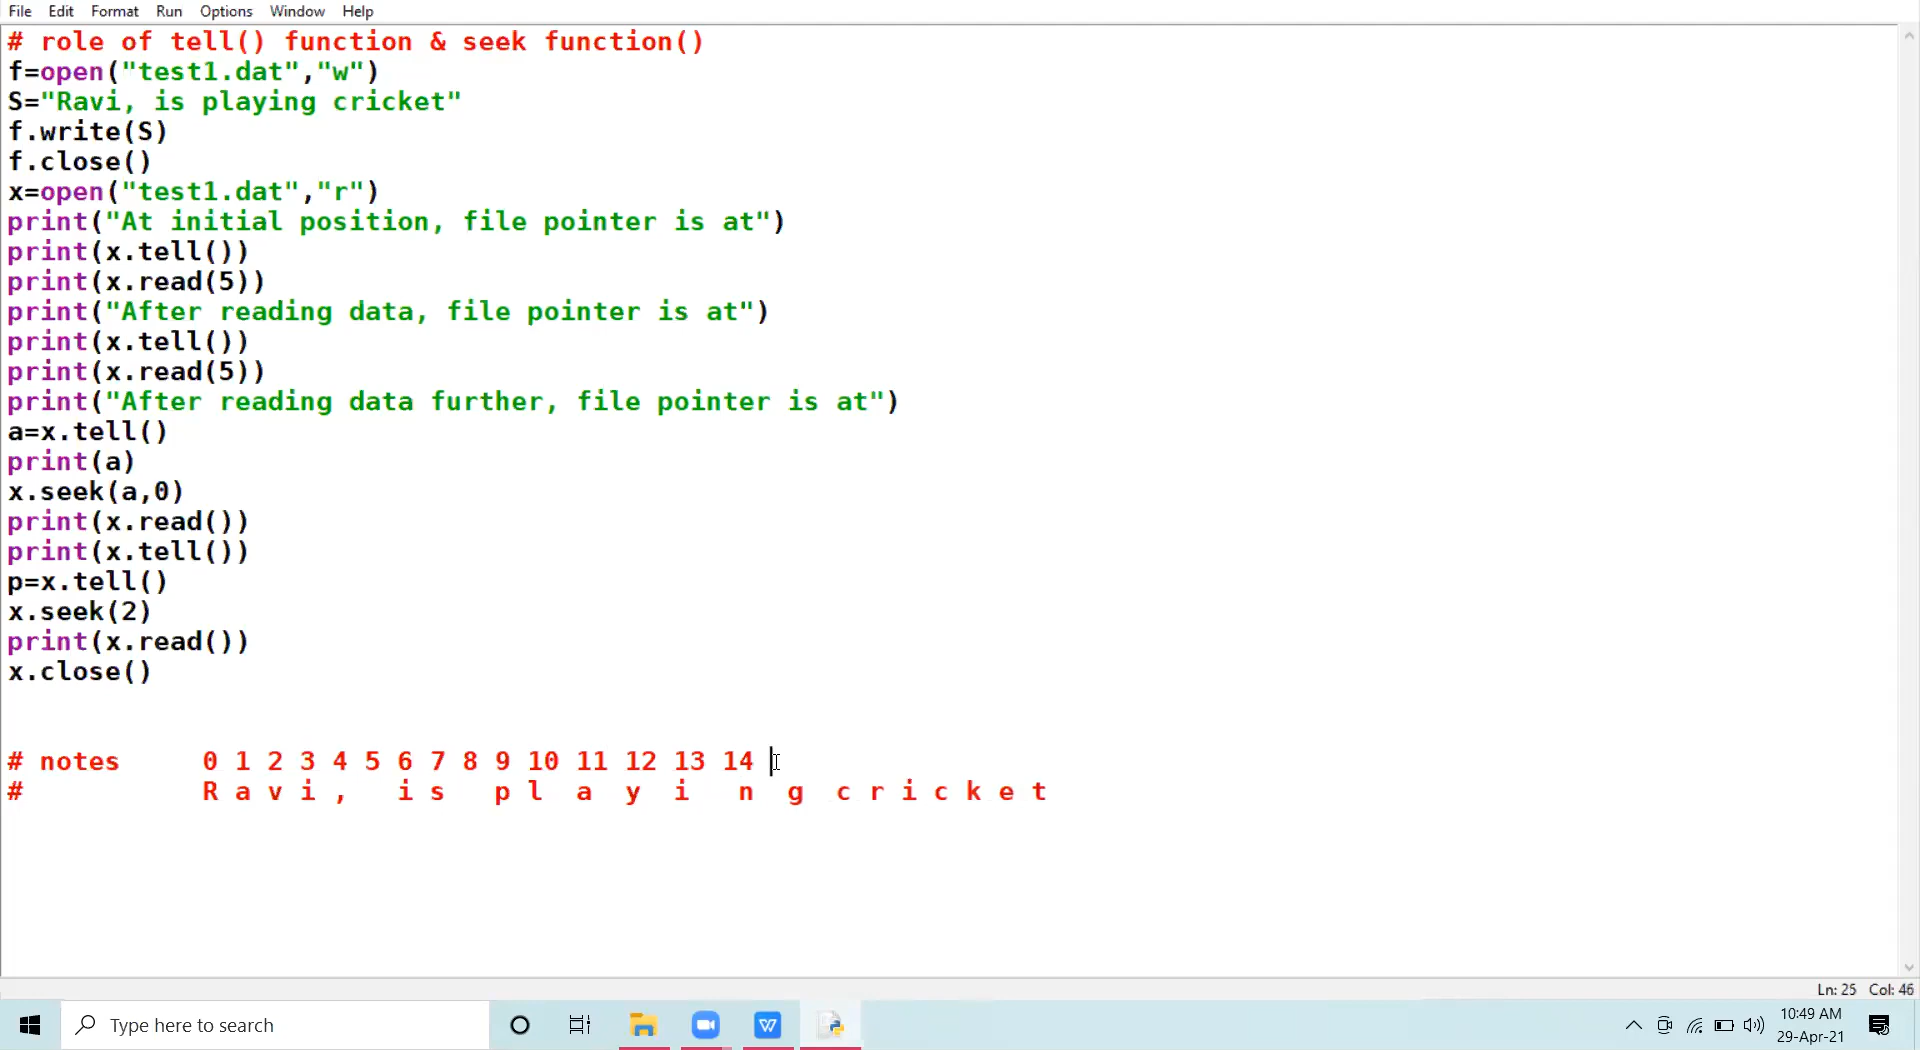 File Edit Format Run Options Window Help
# role of tell() function & seek function()
f=open("test1.dat","w")
S="Ravi, is playing cricket"
f.write(S)
f.close()
x=open("test1.dat","r")
print("At initial position, file pointer is at")
print(x.tell())
print(x.read(5))
print("After reading data, file pointer is at")
print(x.tell())
print(x.read(5))
print("After reading data further, file pointer is at")
a=x.tell()
print(a)
x.seek(a,0)
print(x.read())
print(x.tell())
p=x.tell()
x.seek(2)
print(x.read())
x.close()
# notes 0 1 2 3 4 5 6 7 8 9 10 11 12 13 14
# R a v i , i s p l a y i n g c r i c k e t
Ln: 25 Col: 46
Type here to search
10:49 AM
29-Apr-21